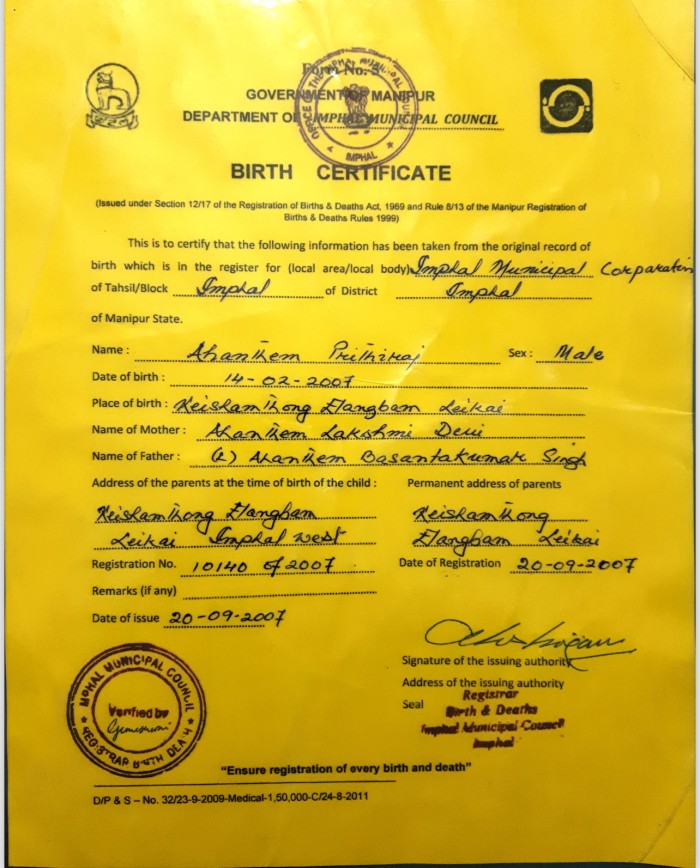 Form No. 5
GOVERNMENT OF MANIPUR
DEPARTMENT OF IMPHAL MUNICIPAL COUNCIL
IMPHAL
BIRTH CERTIFICATE
(Issued under Section 12/17 of the Registration of Births & Deaths Act, 1969 and Rule 8/13 of the Manipur Registration of
Births & Deaths Rules 1999)
This is to certify that the following information has been taken from the original record of
birth which is in the register for (local area/local body) Imphal Municipal Corparation
of Tahsil/Block Imphal of District Imphal
of Manipur State.
Name : Ahanthem Prithiraj Sex : Male
Date of birth : 14-02-2007
Place of birth : Keishamthong Elangbam Leikai
Name of Mother : Ahanthem Lakshmi Devi
Name of Father : (L) Ahanthem Basantakumar Singh
Address of the parents at the time of birth of the child : Permanent address of parents
Keishamthong Elangbam Keishamthong
Leikai Imphal West Elangbam Leikai
Registration No. 10140 of 2007 Date of Registration 20-09-2007
Remarks (if any)
Date of issue 20-09-2007
Signature of the issuing authority
Address of the issuing authority
Seal Registrar
Birth & Deaths
Imphal Municipal Council
Imphal
IMPHAL MUNICIPAL COUNCIL
Verified by
REGISTRAR BIRTH DEATH
"Ensure registration of every birth and death"
D/P & S – No. 32/23-9-2009-Medical-1,50,000-C/24-8-2011